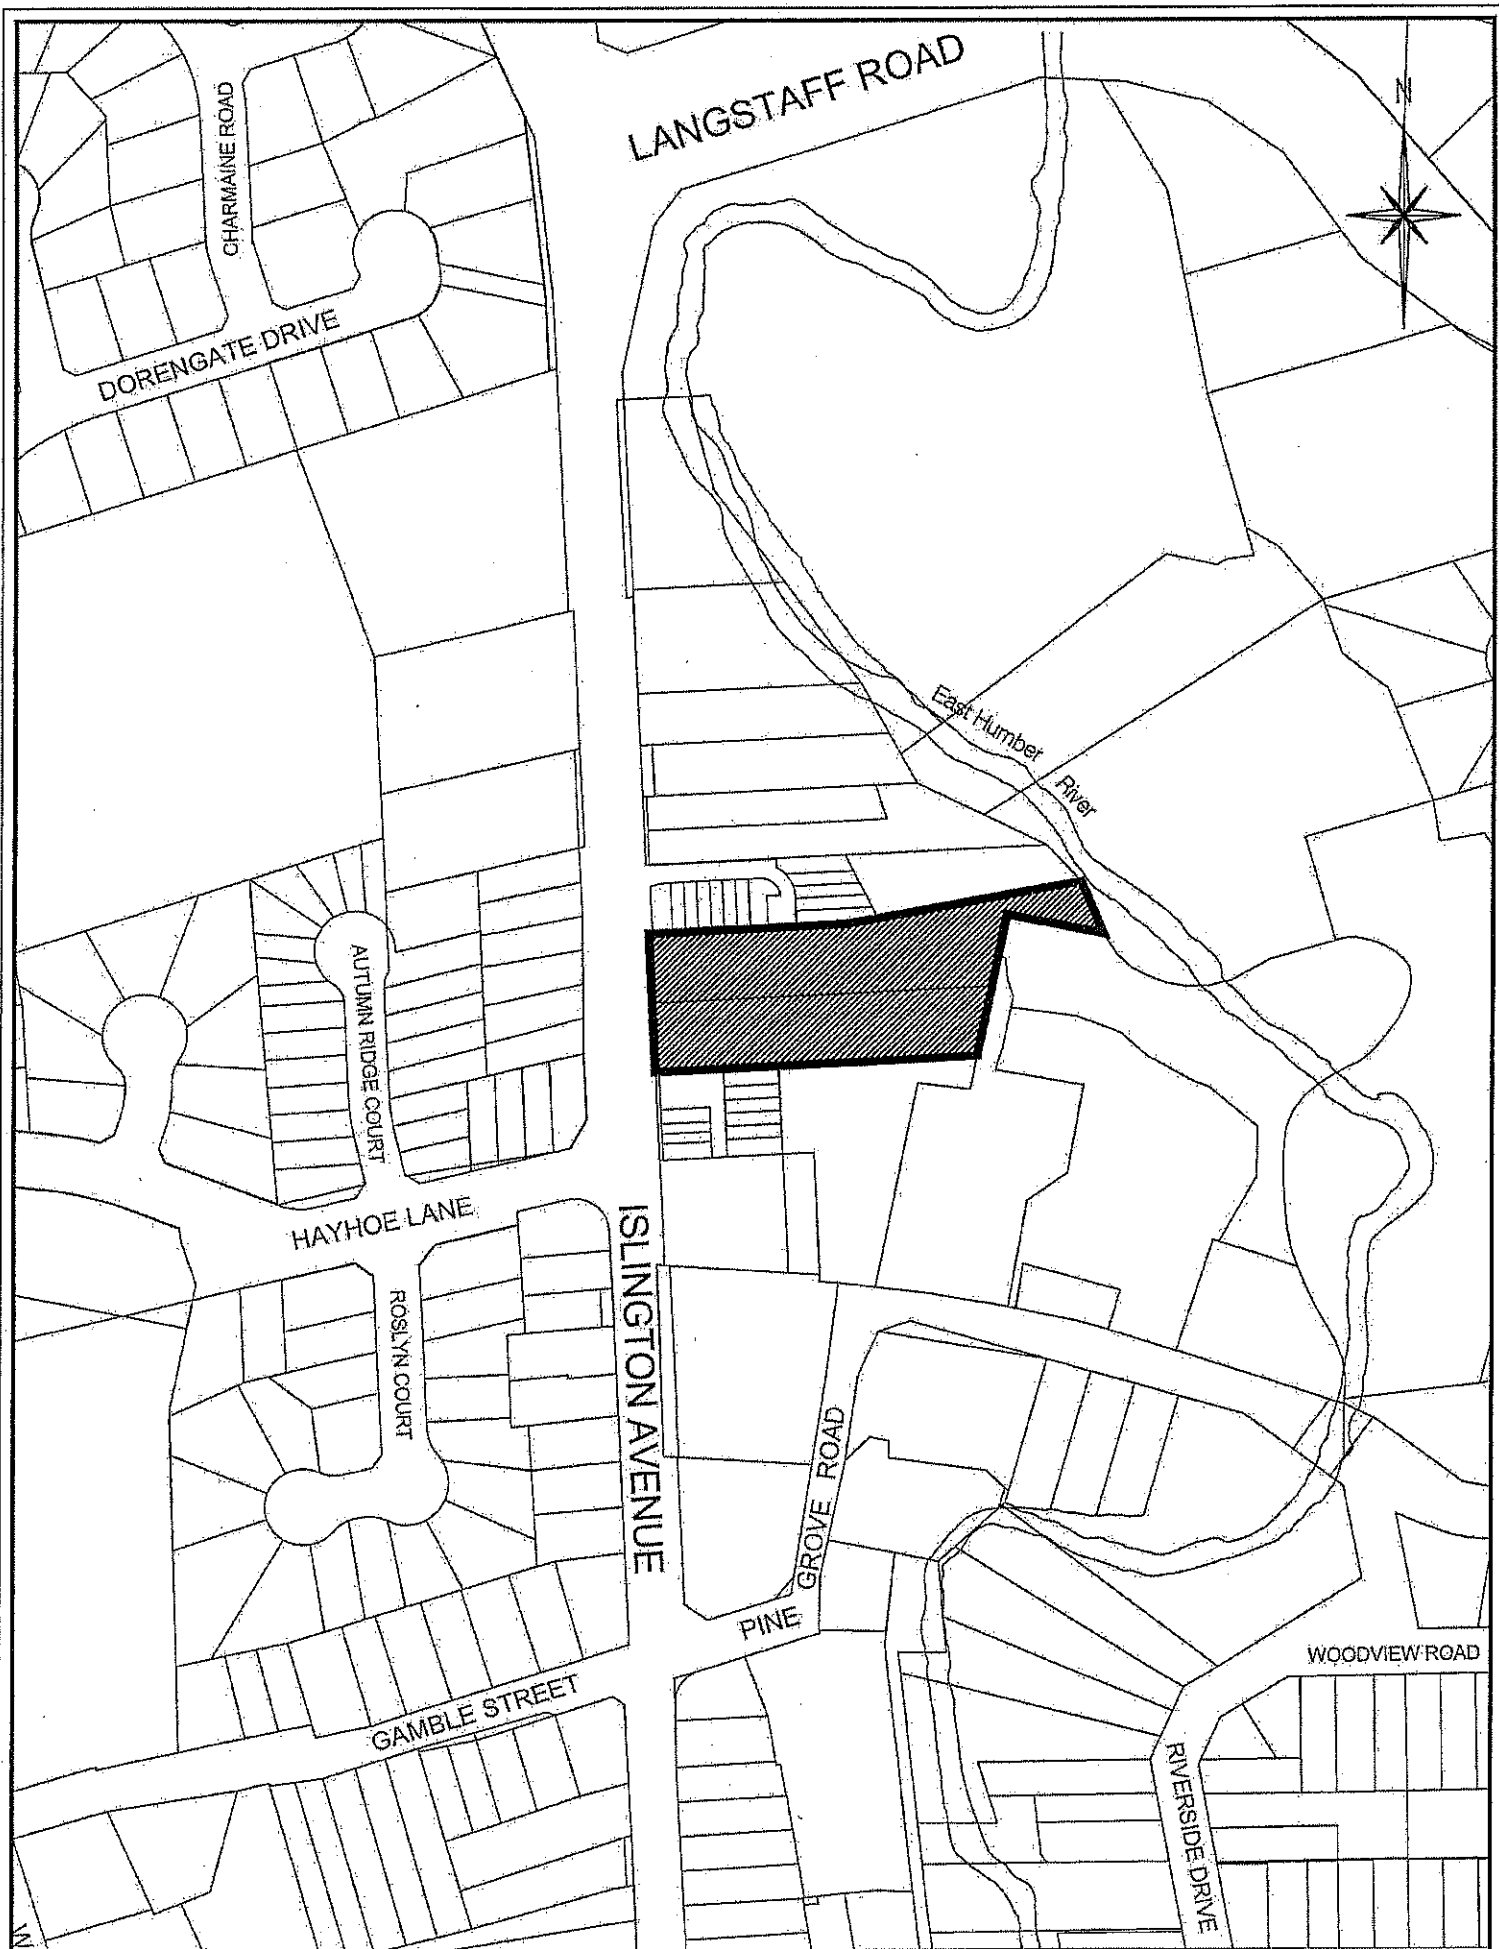 LANGSTAFF ROAD
N
CHARMAINE ROAD
DORENGATE DRIVE
East Humber
River
AUTUMN RIDGE COURT
HAYHOE LANE
ISLINGTON AVENUE
ROSLYN COURT
GROVE ROAD
PINE
WOODVIEW ROAD
GAMBLE STREET
RIVERSIDE DRIVE
W